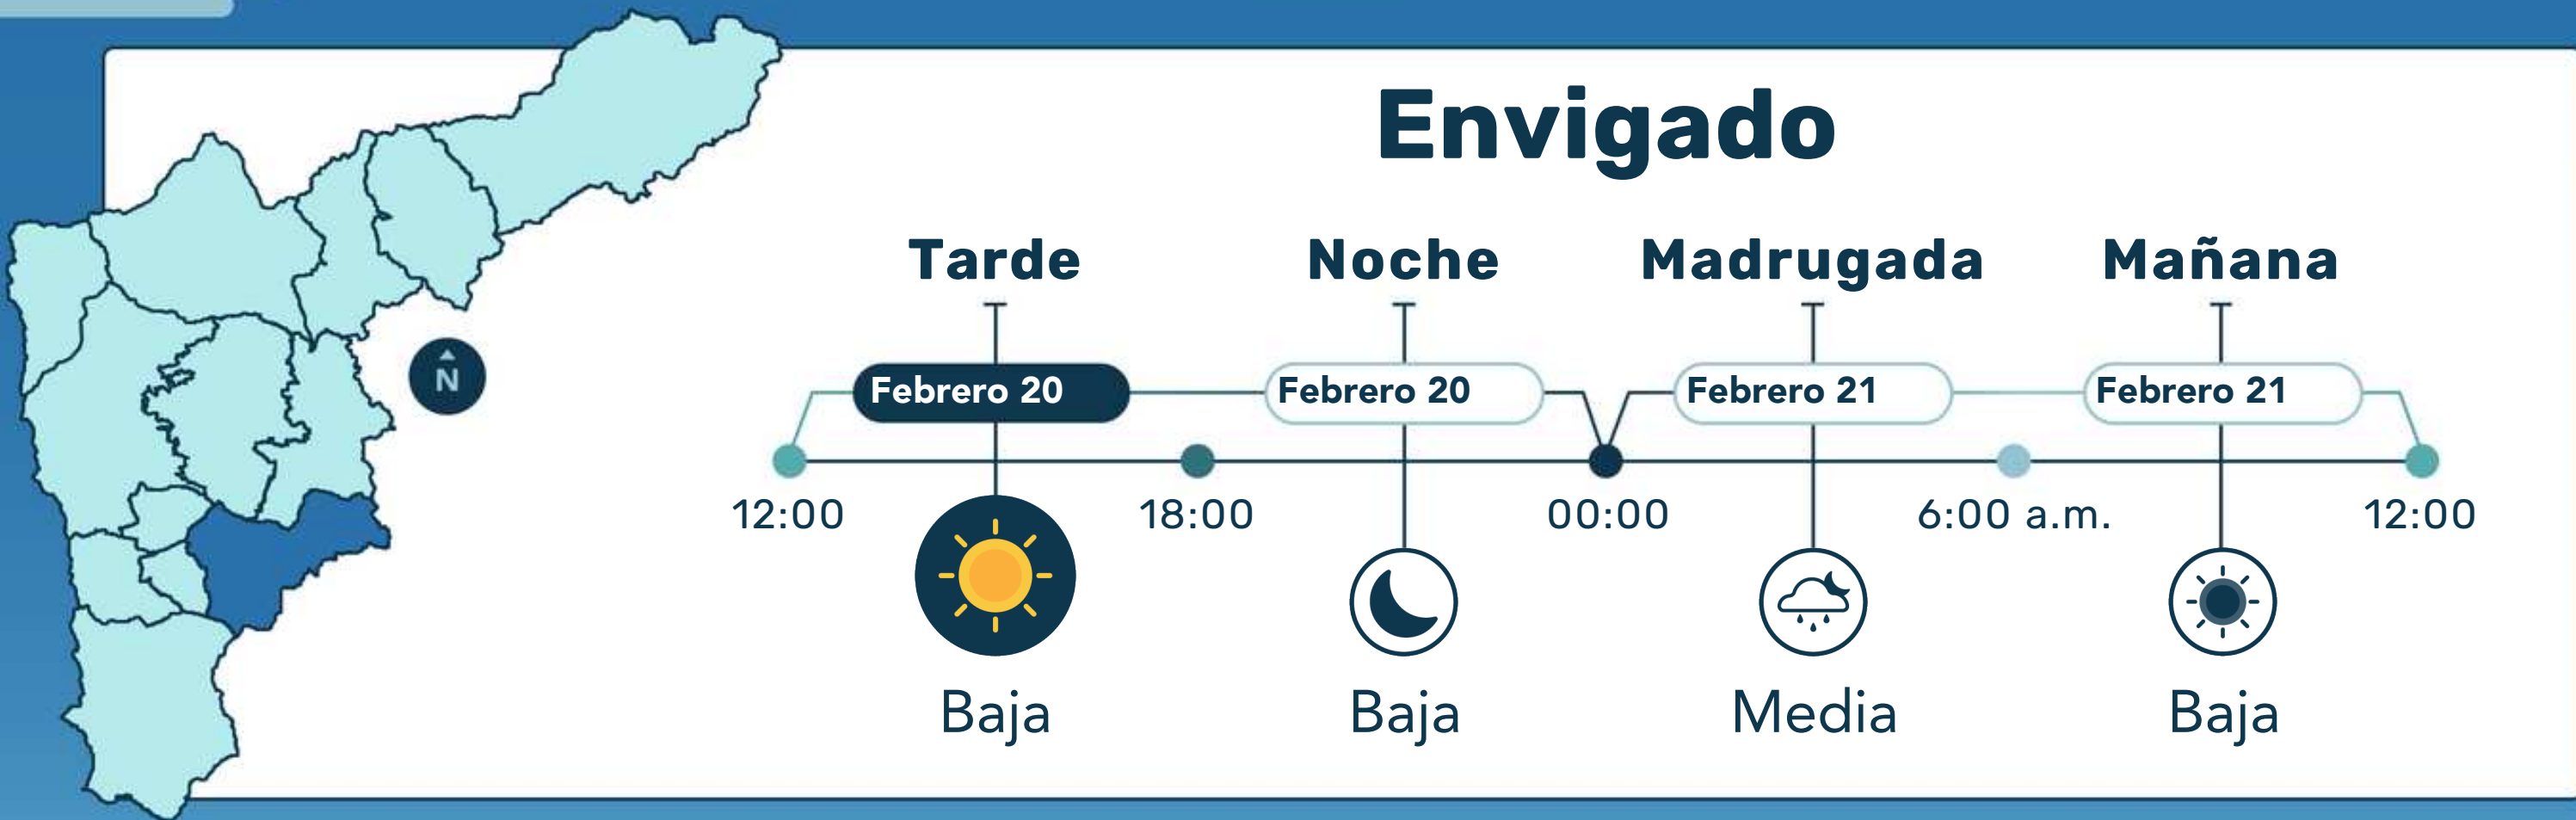 Envigado
Tarde Noche Madrugada Mañana
Febrero 20 Febrero 20 Febrero 21 Febrero 21
N
12:00 18:00 00:00 6:00 a.m. 12:00
Baja Baja Media Baja